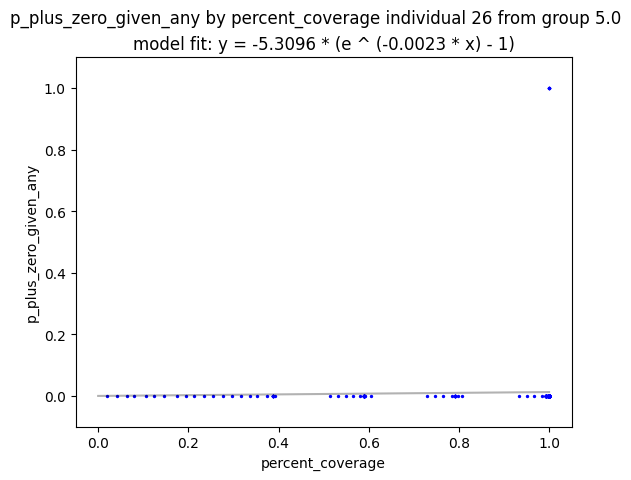 p_plus_zero_given_any by percent_coverage individual 26 from group 5.0
model fit: y = -5.3096 * (e ^ (-0.0023 * x) - 1)
1.0
0.8
0.6
0.4
0.2
0.0
p_plus_zero_given_any
0.0 0.2 0.4 0.6 0.8 1.0
percent_coverage